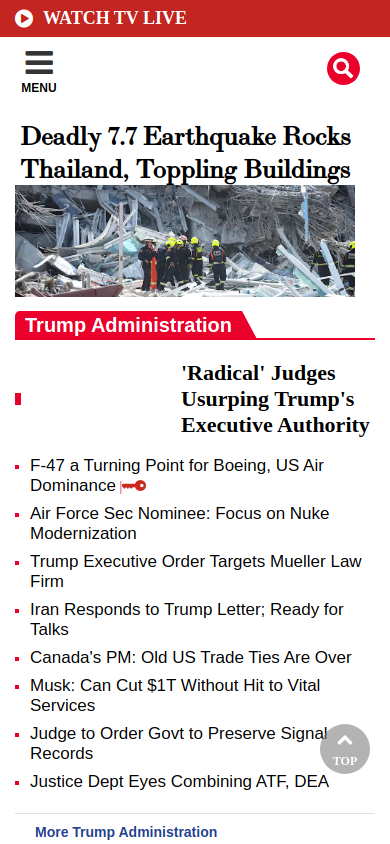 WATCH TV LIVE
MENU
Deadly 7.7 Earthquake Rocks
Thailand, Toppling Buildings
Trump Administration
'Radical' Judges
Usurping Trump's
Executive Authority
F-47 a Turning Point for Boeing, US Air
Dominance
Air Force Sec Nominee: Focus on Nuke
Modernization
Trump Executive Order Targets Mueller Law
Firm
Iran Responds to Trump Letter; Ready for
Talks
Canada's PM: Old US Trade Ties Are Over
Musk: Can Cut $1T Without Hit to Vital
Services
Judge to Order Govt to Preserve Signal
Records
TOP
Justice Dept Eyes Combining ATF, DEA
More Trump Administration